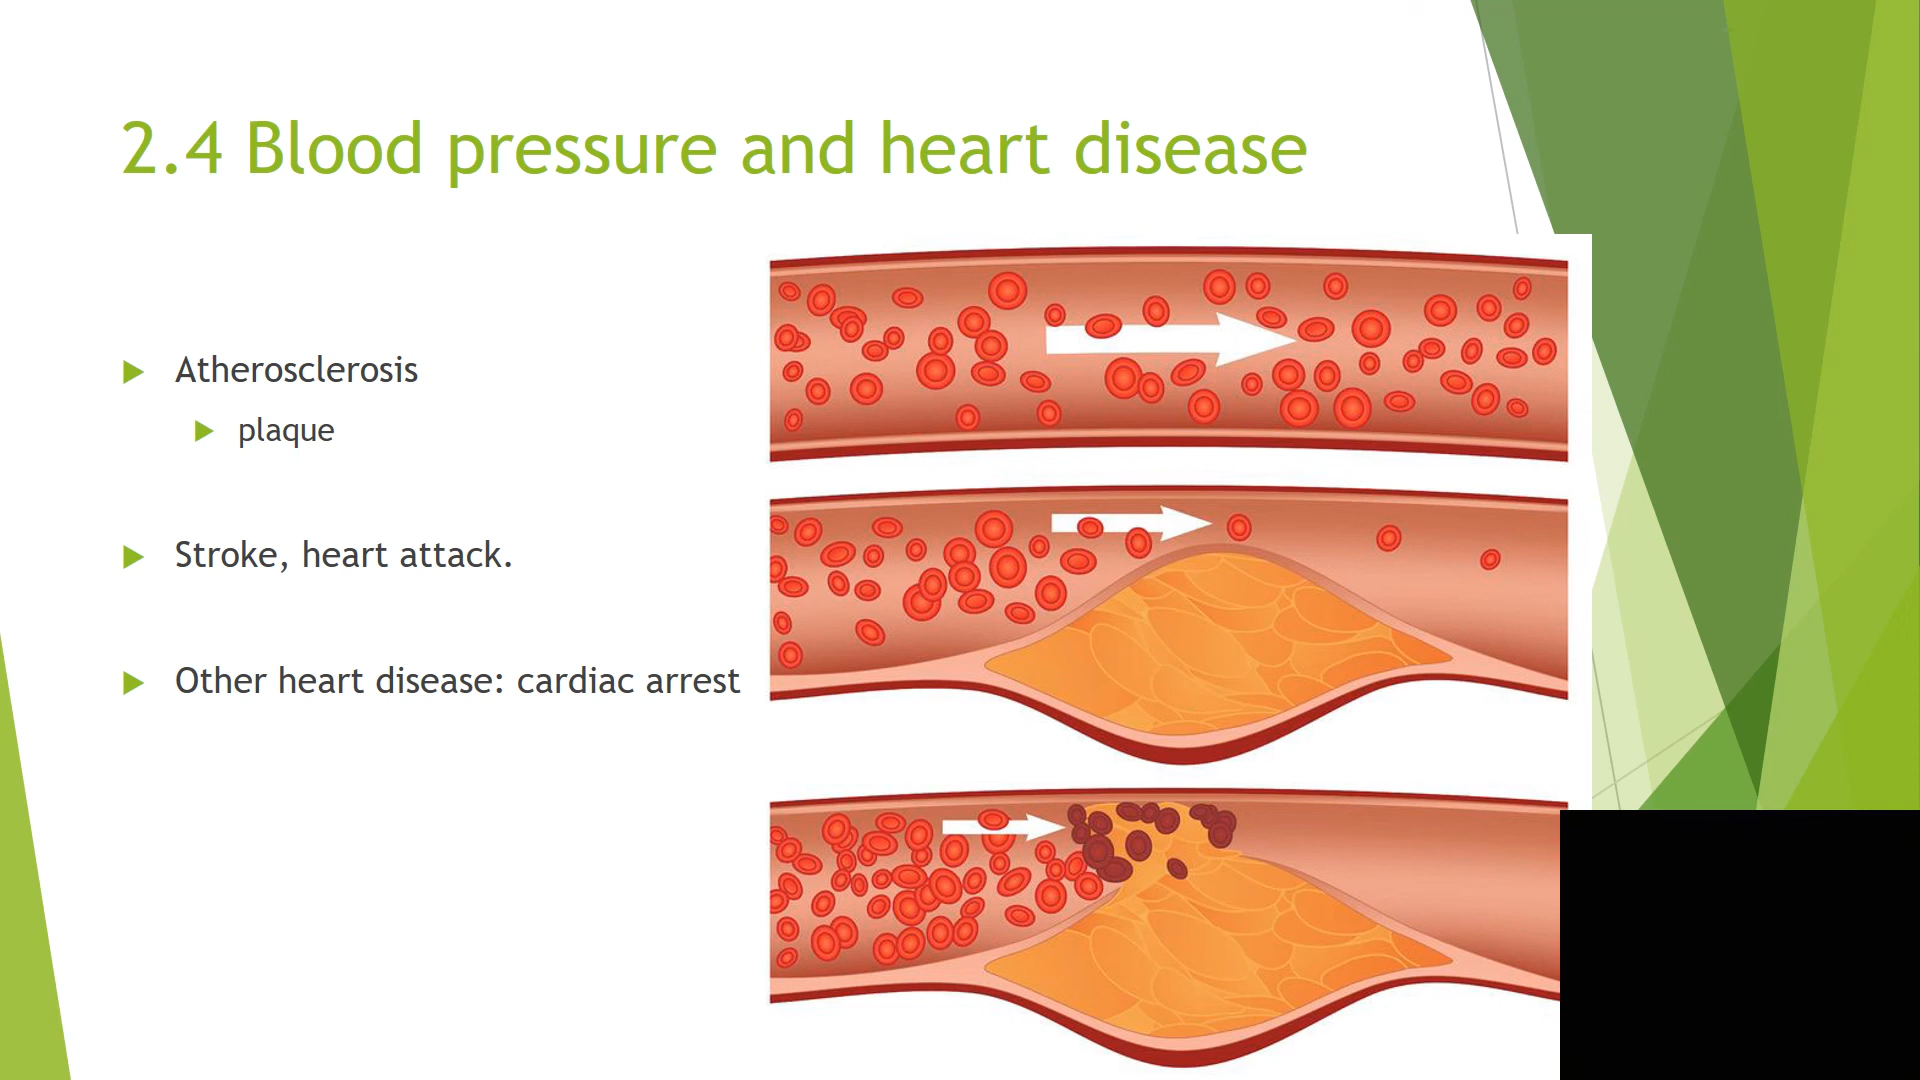 2.4 Blood pressure and heart disease
Atherosclerosis
plaque
Stroke, heart attack.
Other heart disease: cardiac arrest